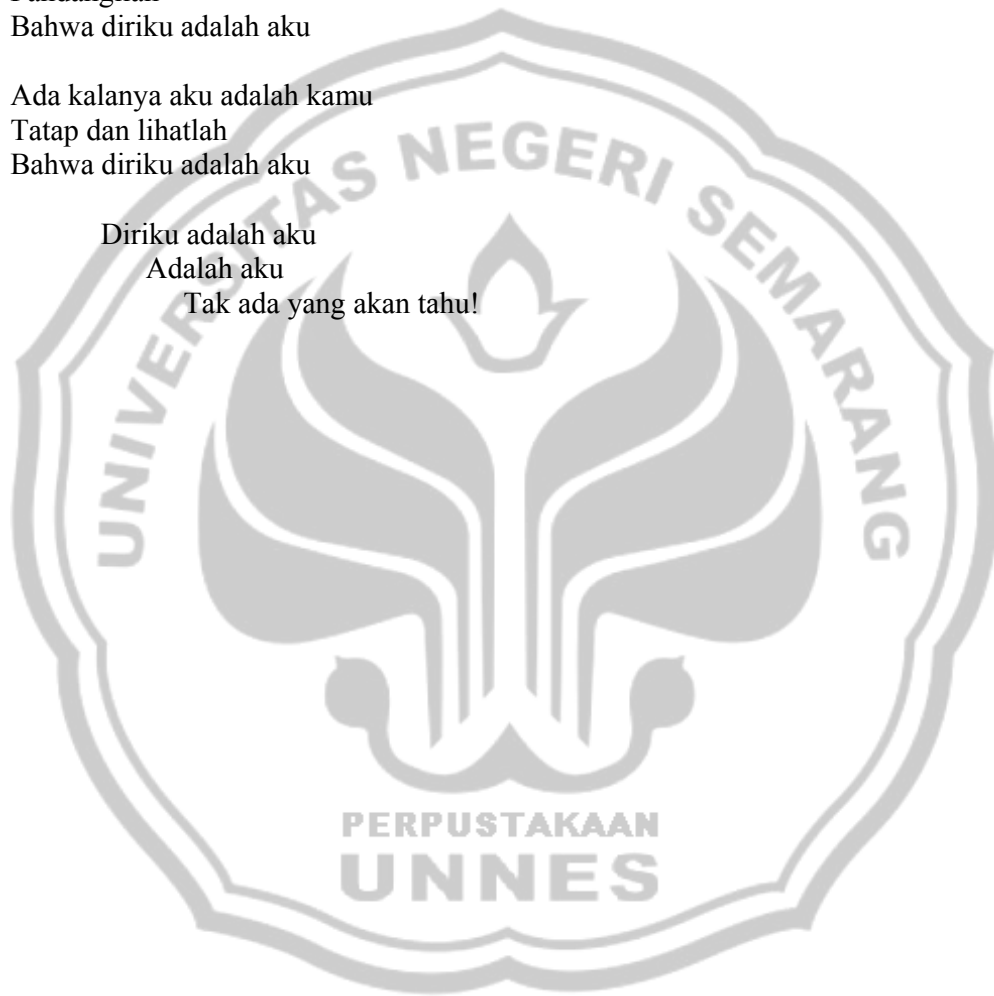 Bahwa diriku adalah aku
Ada kalanya aku adalah kamu
Tatap dan lihatlah
Bahwa diriku adalah aku
Diriku adalah aku
Adalah aku
Tak ada yang akan tahu!
UNIVERSITAS NEGERI SEMARANG
PERPUSTAKAAN
UNNES